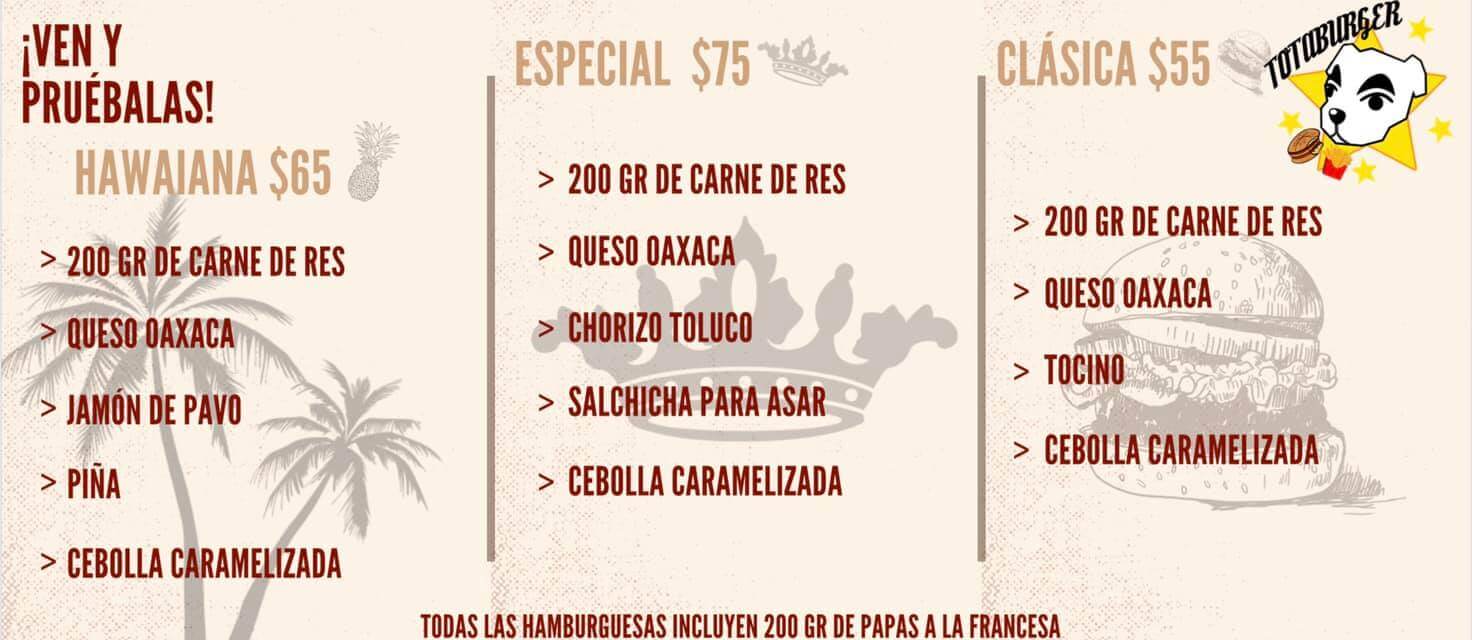 ¡VEN Y
PRUÉBALAS!
HAWAIANA $65
> 200 GR DE CARNE DE RES
> QUESO OAXACA
> JAMÓN DE PAVO
> PIÑA
> CEBOLLA CARAMELIZADA
ESPECIAL $75
> 200 GR DE CARNE DE RES
> QUESO OAXACA
> CHORIZO TOLUCO
> SALCHICHA PARA ASAR
> CEBOLLA CARAMELIZADA
CLÁSICA $55
TOTABURGER
> 200 GR DE CARNE DE RES
> QUESO OAXACA
> TOCINO
> CEBOLLA CARAMELIZADA
TODAS LAS HAMBURGUESAS INCLUYEN 200 GR DE PAPAS A LA FRANCESA